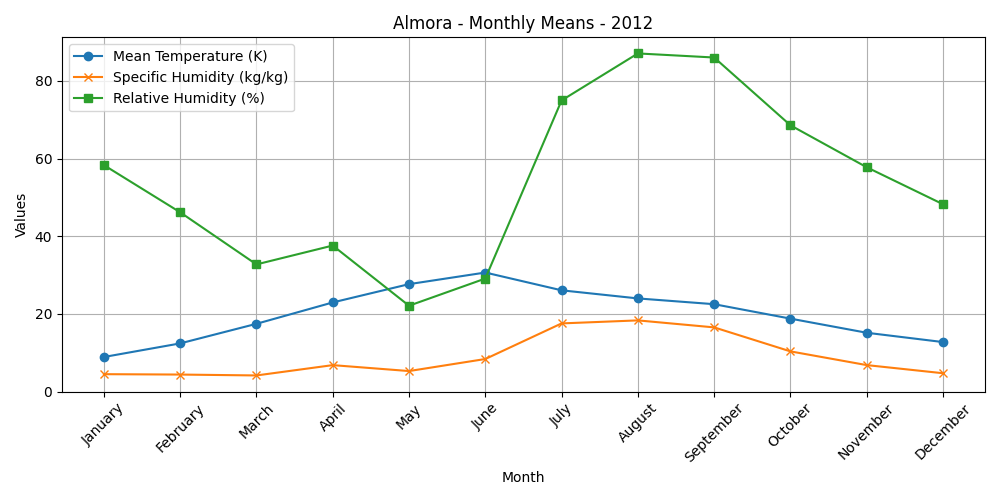 Almora - Monthly Means - 2012
Mean Temperature (K)
Specific Humidity (kg/kg)
Relative Humidity (%)
Values
80
60
40
20
0
January
February
March
April
May
June
July
August
September
October
November
December
Month